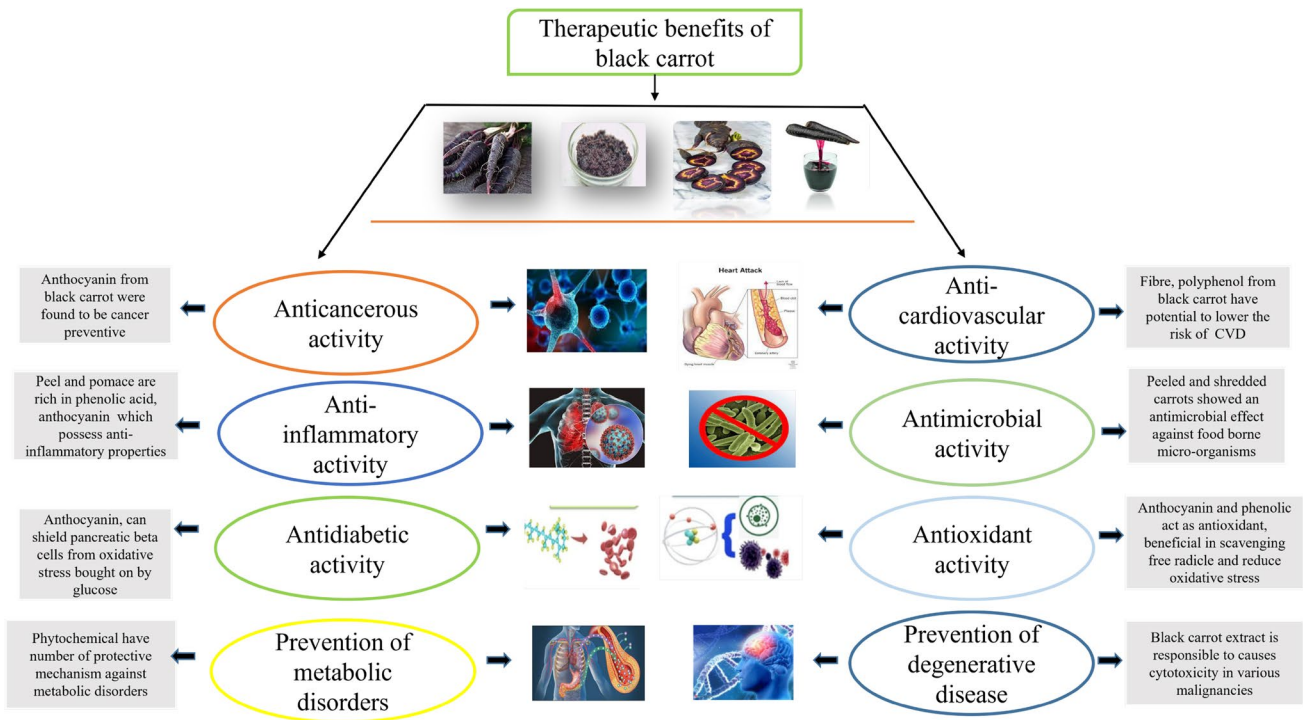 Therapeutic benefits of
black carrot
Anthocyanin from
black carrot were
found to be cancer
preventive
Anticancerous
activity
Heart Attack
Anti-
cardiovascular
activity
Fibre, polyphenol from
black carrot have
potential to lower the
risk of CVD
Peel and pomace are
rich in phenolic acid,
anthocyanin which
possess anti-
inflammatory properties
Anti-
inflammatory
activity
Antimicrobial
activity
Peeled and shredded
carrots showed an
antimicrobial effect
against food borne
micro-organisms
Anthocyanin, can
shield pancreatic beta
cells from oxidative
stress bought on by
glucose
Antidiabetic
activity
Antioxidant
activity
Anthocyanin and phenolic
act as antioxidant,
beneficial in scavenging
free radicle and reduce
oxidative stress
Phytochemical have
number of protective
mechanism against
metabolic disorders
Prevention of
metabolic
disorders
Prevention of
degenerative
disease
Black carrot extract is
responsible to causes
cytotoxicity in various
malignancies